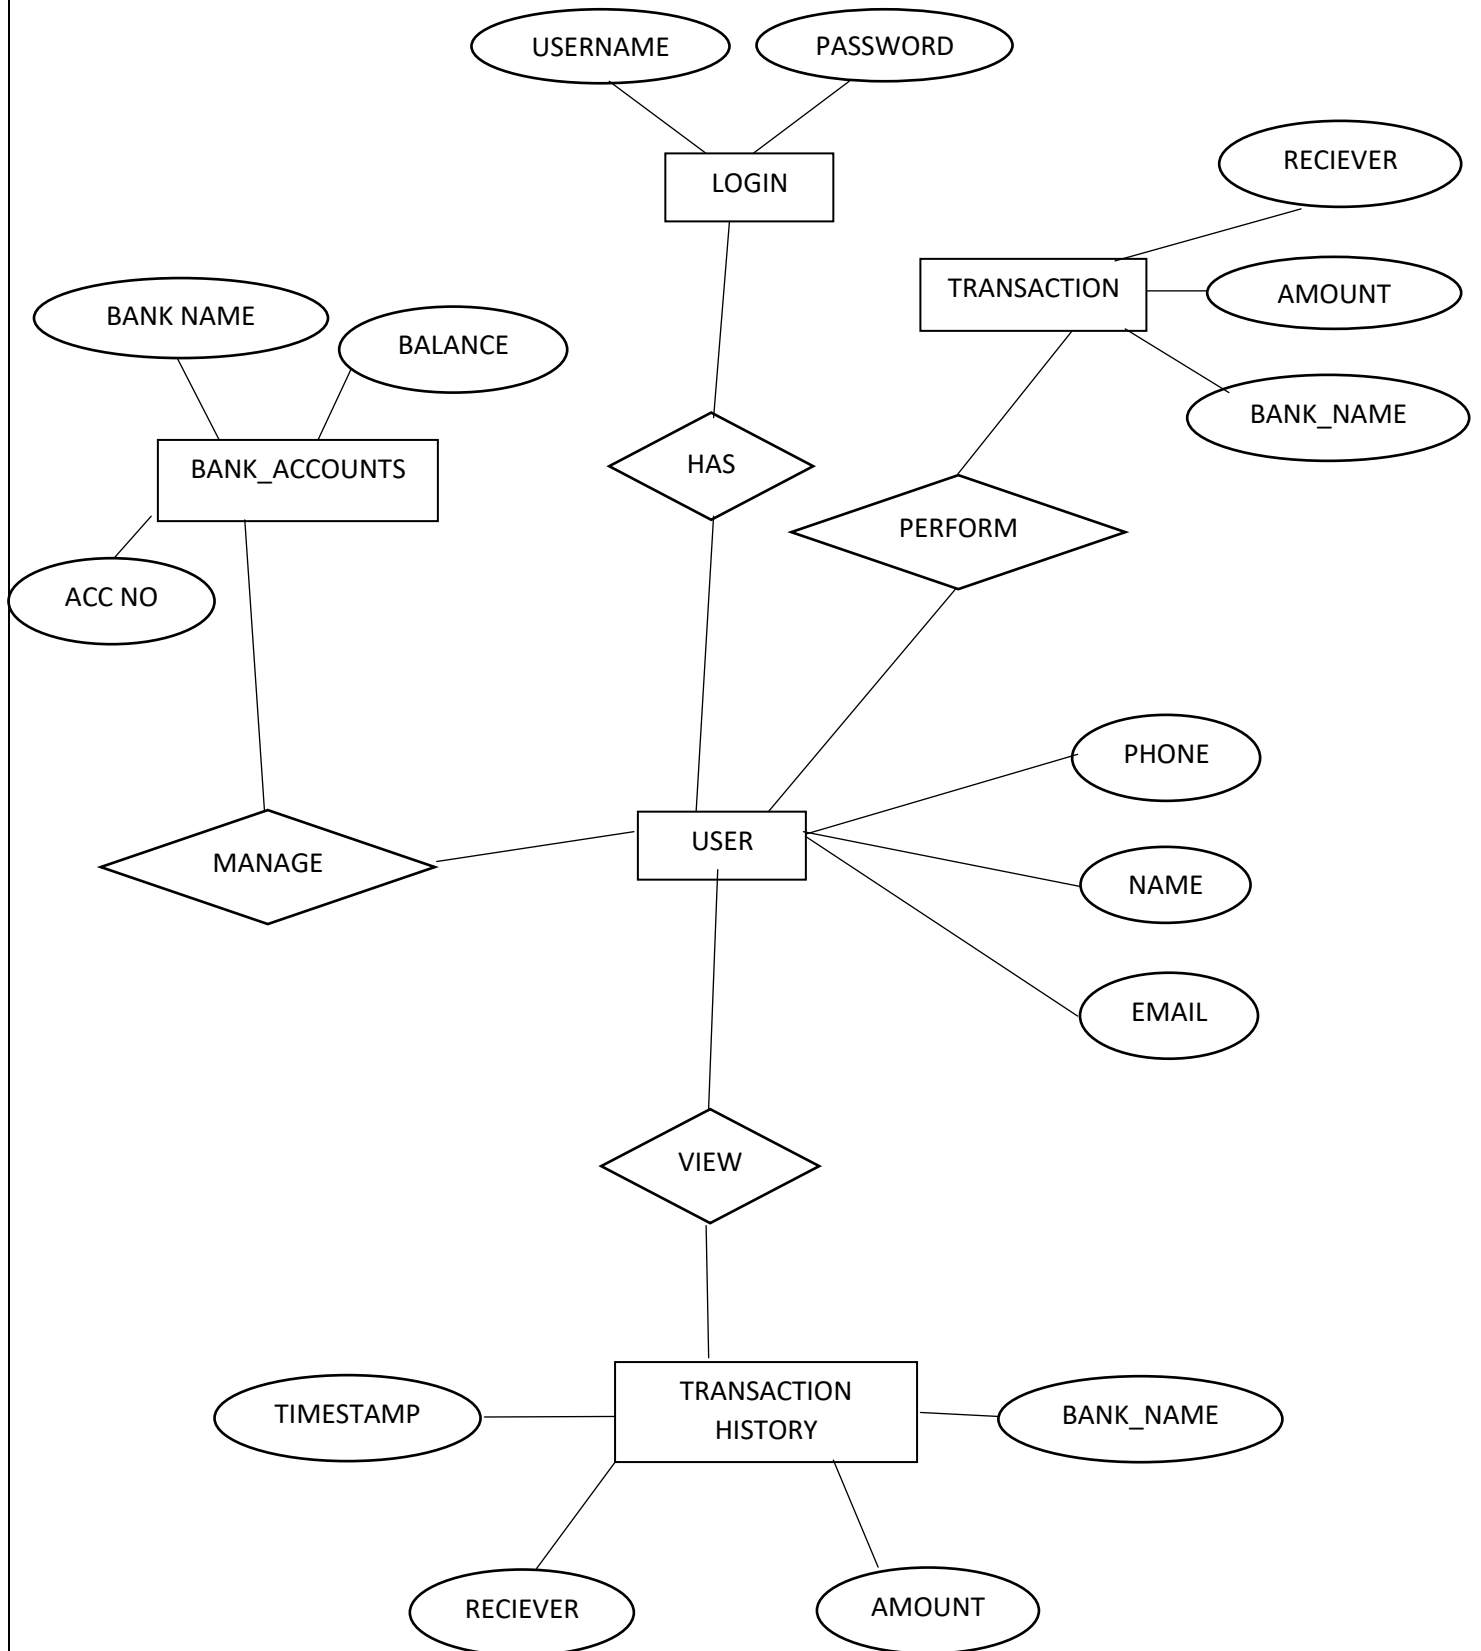 USERNAME
PASSWORD
RECIEVER
LOGIN
TRANSACTION
AMOUNT
BANK NAME
BALANCE
BANK_NAME
BANK_ACCOUNTS
HAS
PERFORM
ACC NO
PHONE
USER
MANAGE
NAME
EMAIL
VIEW
TRANSACTION
HISTORY
TIMESTAMP
BANK_NAME
RECIEVER
AMOUNT